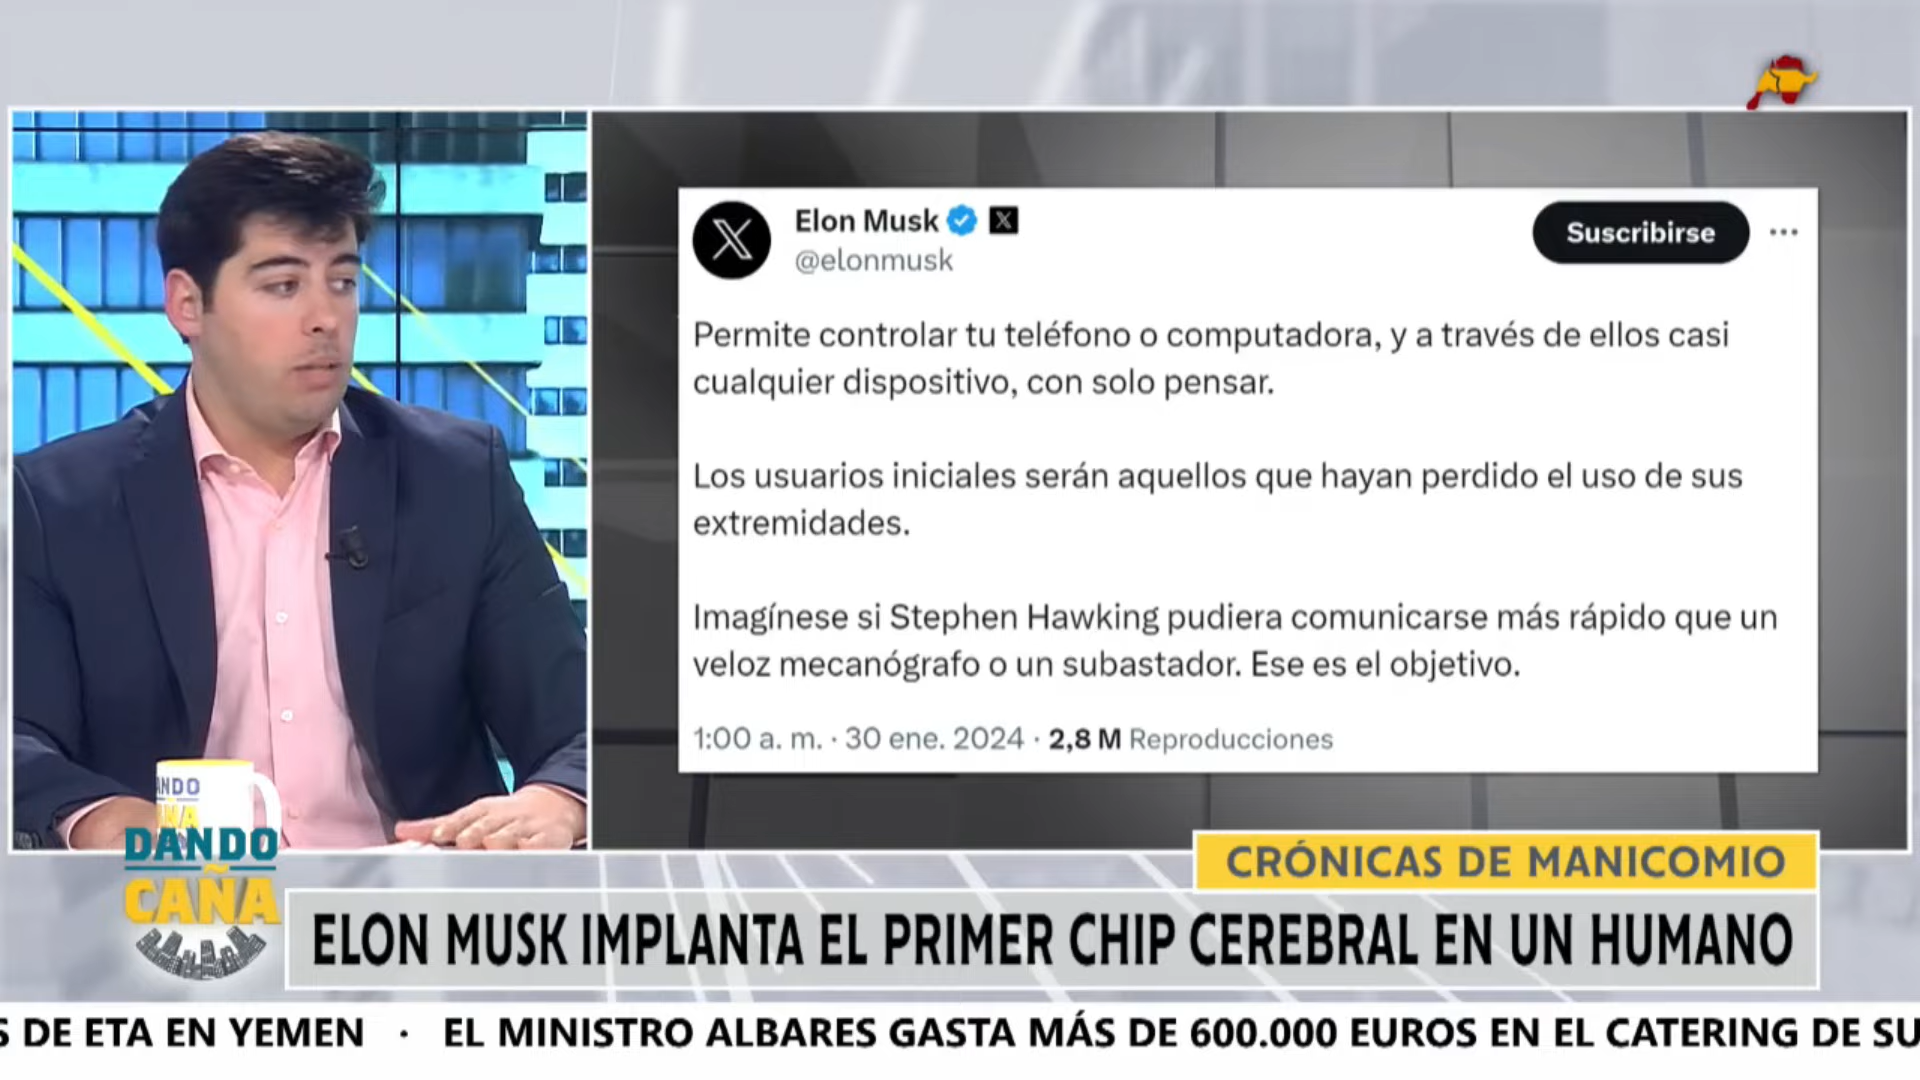 Elon Musk
@elonmusk
Suscribirse
Permite controlar tu teléfono o computadora, y a través de ellos casi
cualquier dispositivo, con solo pensar.
Los usuarios iniciales serán aquellos que hayan perdido el uso de sus
extremidades.
Imagínese si Stephen Hawking pudiera comunicarse más rápido que un
veloz mecanógrafo o un subastador. Ese es el objetivo.
1:00 a. m. · 30 ene. 2024 · 2,8 M Reproducciones
ANDO
AÑA
DANDO
CAÑA
CRÓNICAS DE MANICOMIO
ELON MUSK IMPLANTA EL PRIMER CHIP CEREBRAL EN UN HUMANO
S DE ETA EN YEMEN · EL MINISTRO ALBARES GASTA MÁS DE 600.000 EUROS EN EL CATERING DE SU